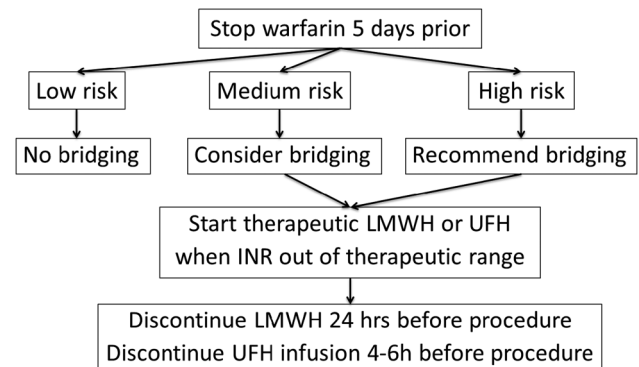 Stop warfarin 5 days prior
Low risk
Medium risk
High risk
No bridging
Consider bridging
Recommend bridging
Start therapeutic LMWH or UFH
when INR out of therapeutic range
Discontinue LMWH 24 hrs before procedure
Discontinue UFH infusion 4-6h before procedure